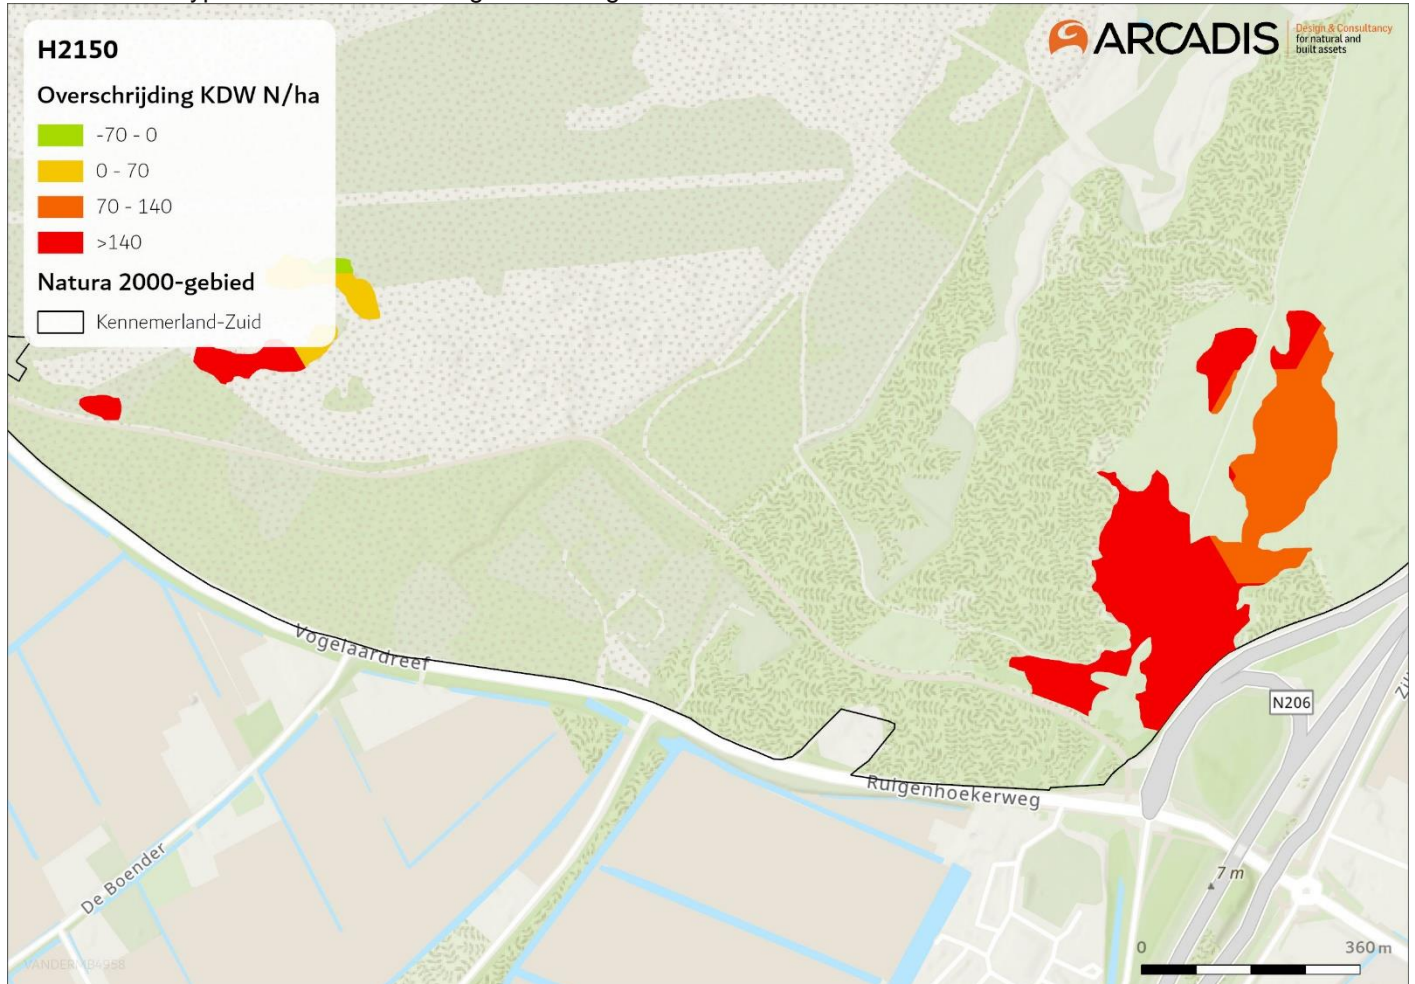 H2150
Overschrijding KDW N/ha
-70 - 0
0 - 70
70 - 140
>140
Natura 2000-gebied
Kennemerland-Zuid
ARCADIS
Design & Consultancy
for natural and
built assets
Vogelaardreef
De Boender
Ruigenhoekerweg
N206
7 m
0
360 m